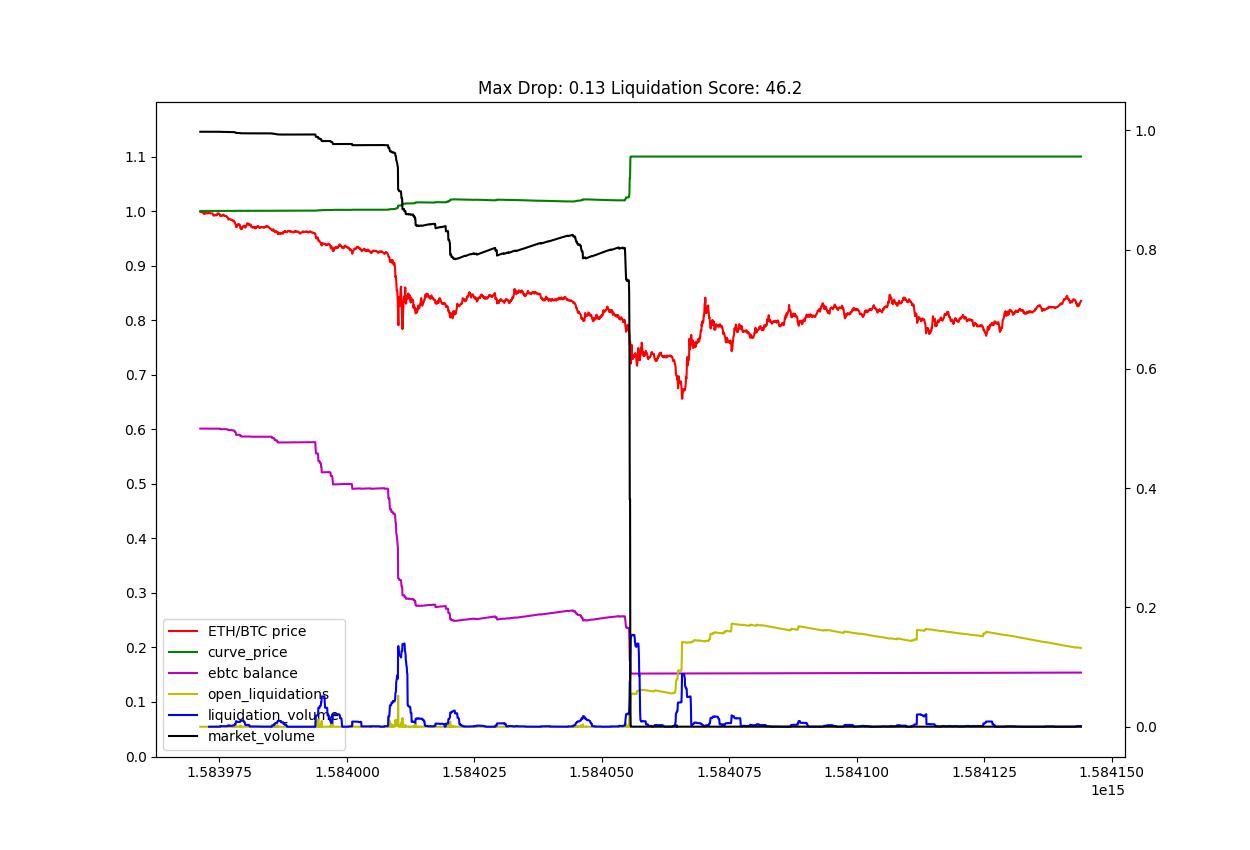 Max Drop: 0.13 Liquidation Score: 46.2
1.1
1.0
0.9
0.8
0.7
0.6
0.5
0.4
0.3
0.2
0.1
0.0
1.0
0.8
0.6
0.4
0.2
0.0
ETH/BTC price
curve_price
ebtc balance
open_liquidations
liquidation_volume
market_volume
1.583975 1.584000 1.584025 1.584050 1.584075 1.584100 1.584125 1.584150
1e15